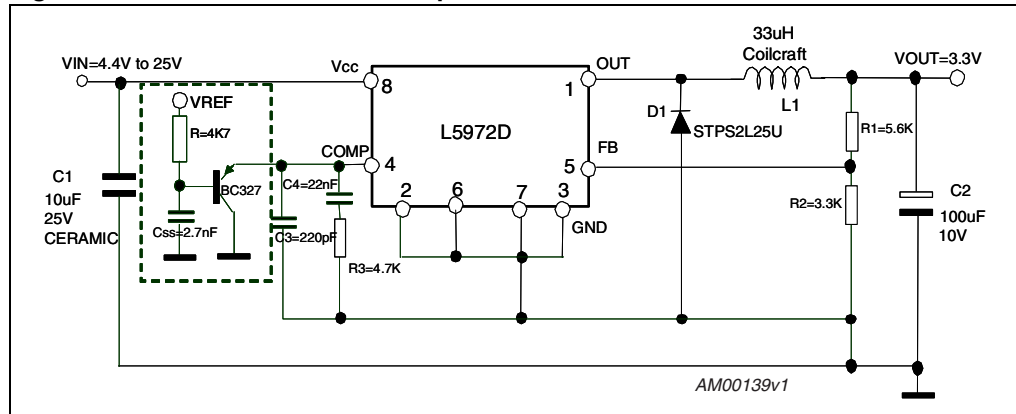 VIN=4.4V to 25V
Vcc
8
L5972D
1
OUT
33uH
Coilcraft
L1
VOUT=3.3V
VREF
R=4K7
BC327
Css=2.7nF
COMP
4
C4=22nF
C3=220pF
R3=4.7K
2
6
7
3
GND
5
FB
D1
STPS2L25U
R1=5.6K
R2=3.3K
C1
10uF
25V
CERAMIC
C2
100uF
10V
AM00139v1